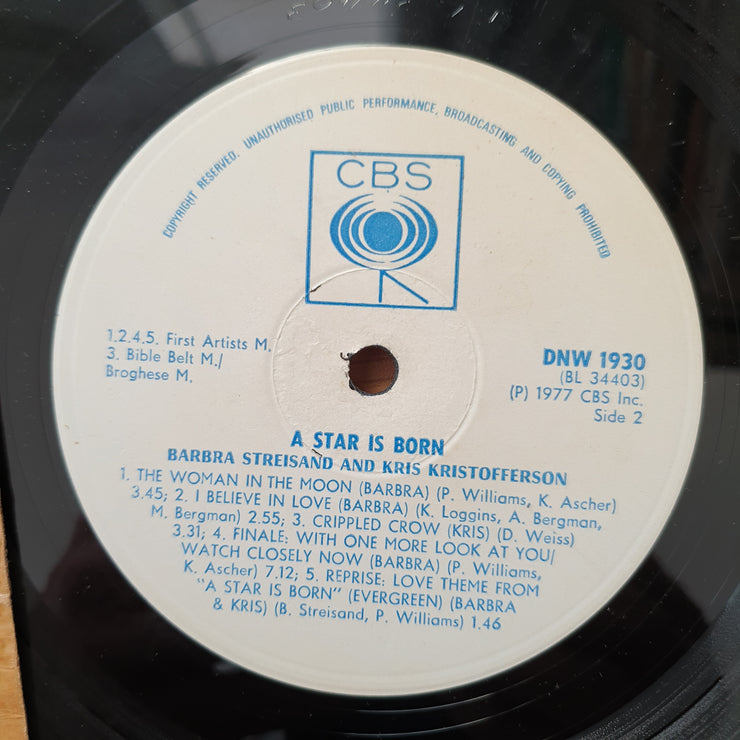 COPYRIGHT RESERVED. UNAUTHORISED PUBLIC PERFORMANCE, BROADCASTING AND COPYING PROHIBITED
CBS
1.2.4.5. First Artists M.
3. Bible Belt M./
Broghese M.
DNW 1930
(BL 34403)
(P) 1977 CBS Inc.
Side 2
A STAR IS BORN
BARBRA STREISAND AND KRIS KRISTOFFERSON
1. THE WOMAN IN THE MOON (BARBRA) (P. Williams, K. Ascher)
3.45; 2. I BELIEVE IN LOVE (BARBRA) (K. Loggins, A. Bergman,
M. Bergman) 2.55; 3. CRIPPLED CROW (KRIS) (D. Weiss)
3.31; 4. FINALE: WITH ONE MORE LOOK AT YOU/
WATCH CLOSELY NOW (BARBRA) (P. Williams,
K. Ascher) 7.12; 5. REPRISE: LOVE THEME FROM
"A STAR IS BORN" (EVERGREEN) (BARBRA
& KRIS) (B. Streisand, P. Williams) 1.46